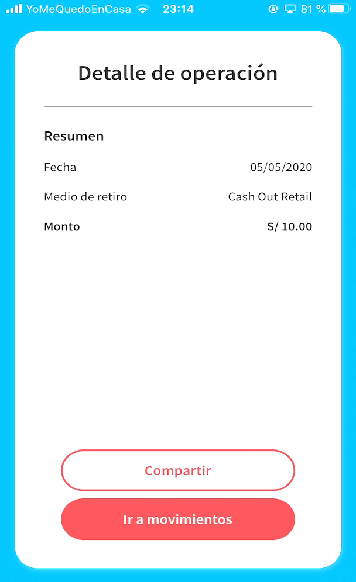 YoMeQuedoEnCasa 23:14 81 %
Detalle de operación
Resumen
Fecha 05/05/2020
Medio de retiro Cash Out Retail
Monto S/ 10.00
Compartir
Ir a movimientos